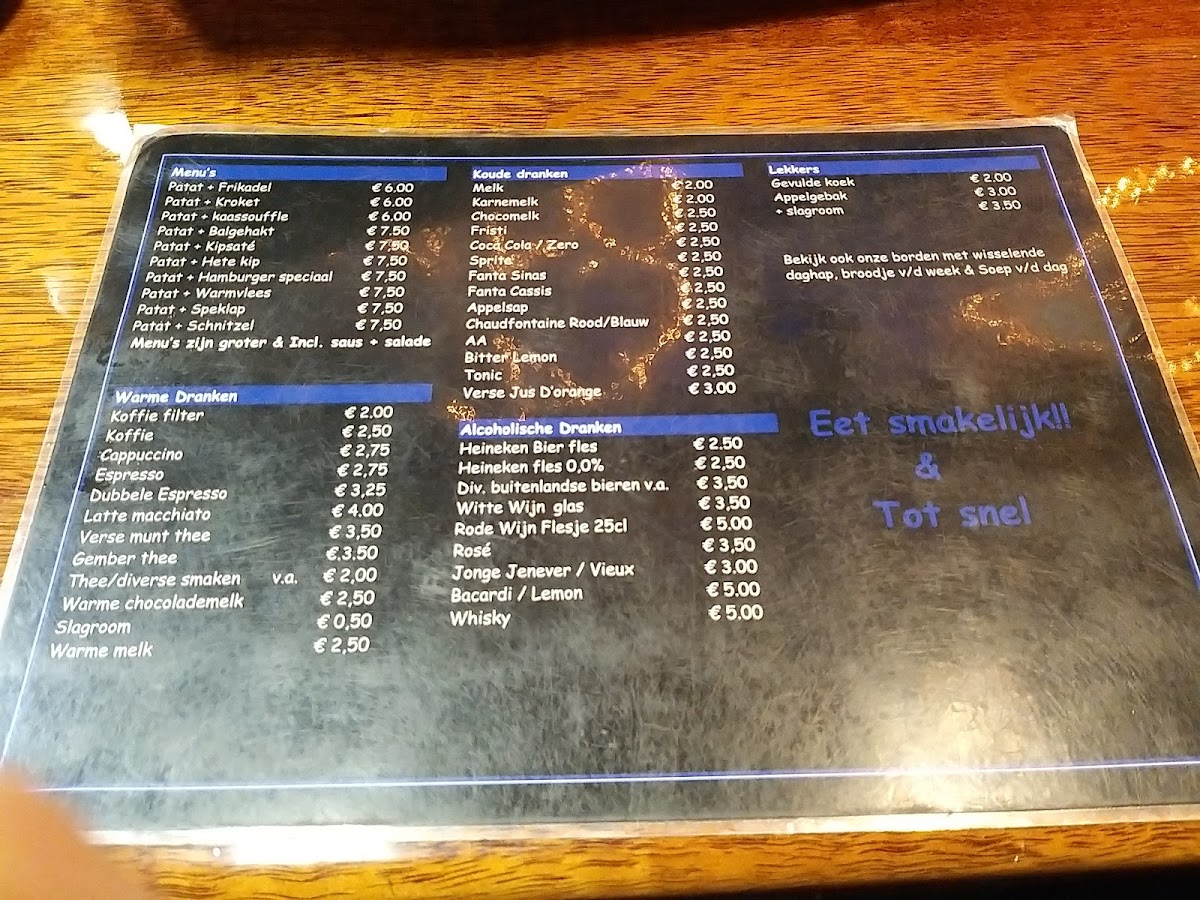 Menu's
Patat + Frikadel € 6.00
Patat + Kroket € 6.00
Patat + kaassouffle € 6.00
Patat + Balgehakt € 7.50
Patat + Kipsaté € 7.50
Patat + Hete kip € 7,50
Patat + Hamburger speciaal € 7,50
Patat + Warmvlees € 7,50
Patat + Speklap € 7,50
Patat + Schnitzel € 7,50
Menu's zijn groter & Incl. saus + salade
Warme Dranken
Koffie filter € 2.00
Koffie € 2,50
Cappuccino € 2,75
Espresso € 2,75
Dubbele Espresso € 3,25
Latte macchiato € 4.00
Verse munt thee € 3,50
Gember thee €.3.50
Thee/diverse smaken v.a. € 2,00
Warme chocolademelk € 2,50
Slagroom € 0,50
Warme melk € 2,50
Koude dranken
Melk € 2.00
Karnemelk € 2.00
Chocomelk € 2.50
Fristi € 2,50
Coca Cola / Zero € 2.50
Sprite € 2.50
Fanta Sinas € 2,50
Fanta Cassis € 2.50
Appelsap € 2.50
Chaudfontaine Rood/Blauw € 2,50
AA € 2,50
Bitter Lemon € 2,50
Tonic € 2,50
Verse Jus D'orange € 3.00
Alcoholische Dranken
Heineken Bier fles € 2.50
Heineken fles 0,0% € 2,50
Div. buitenlandse bieren v.a. € 3,50
Witte Wijn glas € 3,50
Rode Wijn Flesje 25cl € 5.00
Rosé € 3,50
Jonge Jenever / Vieux € 3.00
Bacardi / Lemon € 5.00
Whisky € 5.00
Lekkers
Gevulde koek € 2.00
Appelgebak € 3.00
+ slagroom € 3.50
Bekijk ook onze borden met wisselende
daghap, broodje v/d week & Soep v/d dag
Eet smakelijk!!
&
Tot snel